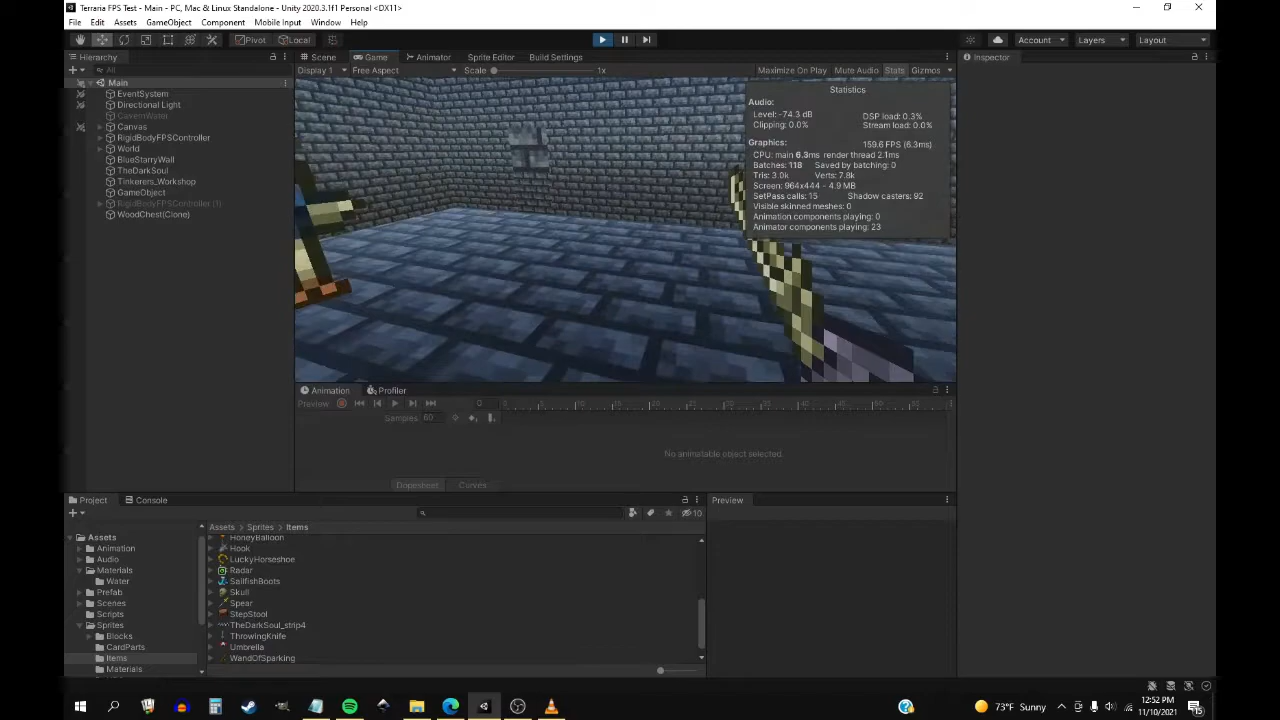 Terraria FPS Test - Main - PC, Mac & Linux Standalone - Unity 2020.3.1f1 Personal <DX11>
File Edit Assets GameObject Component Mobile Input Window Help
Pivot Local Account Layers Layout
Hierarchy Scene Game Animator Sprite Editor Build Settings Inspector
All Display 1 Free Aspect Scale 1x Maximize On Play Mute Audio Stats Gizmos
Main
EventSystem
Directional Light
CavernWater
Canvas
RigidBodyFPSController
World
BlueStarryWall
TheDarkSoul
Tinkerers_Workshop
GameObject
RigidBodyFPSController (1)
WoodChest(Clone)
Statistics
Audio:
Level: -74.3 dB DSP load: 0.3%
Clipping: 0.0% Stream load: 0.0%
Graphics: 159.6 FPS (6.3ms)
CPU: main 6.3ms render thread 2.1ms
Batches: 118 Saved by batching: 0
Tris: 3.0k Verts: 7.8k
Screen: 964x444 - 4.9 MB
SetPass calls: 15 Shadow casters: 92
Visible skinned meshes: 0
Animation components playing: 0
Animator components playing: 23
Animation Profiler
Preview 0
Samples 60
No animatable object selected.
Dopesheet Curves
Project Console Preview
10
Assets
Animation
Audio
Materials
Water
Prefab
Scenes
Scripts
Sprites
Blocks
CardParts
Items
Materials
Assets > Sprites > Items
HoneyBalloon
Hook
LuckyHorseshoe
Radar
SailfishBoots
Skull
Spear
StepStool
TheDarkSoul_strip4
ThrowingKnife
Umbrella
WandOfSparking
73°F Sunny
12:52 PM
11/10/2021